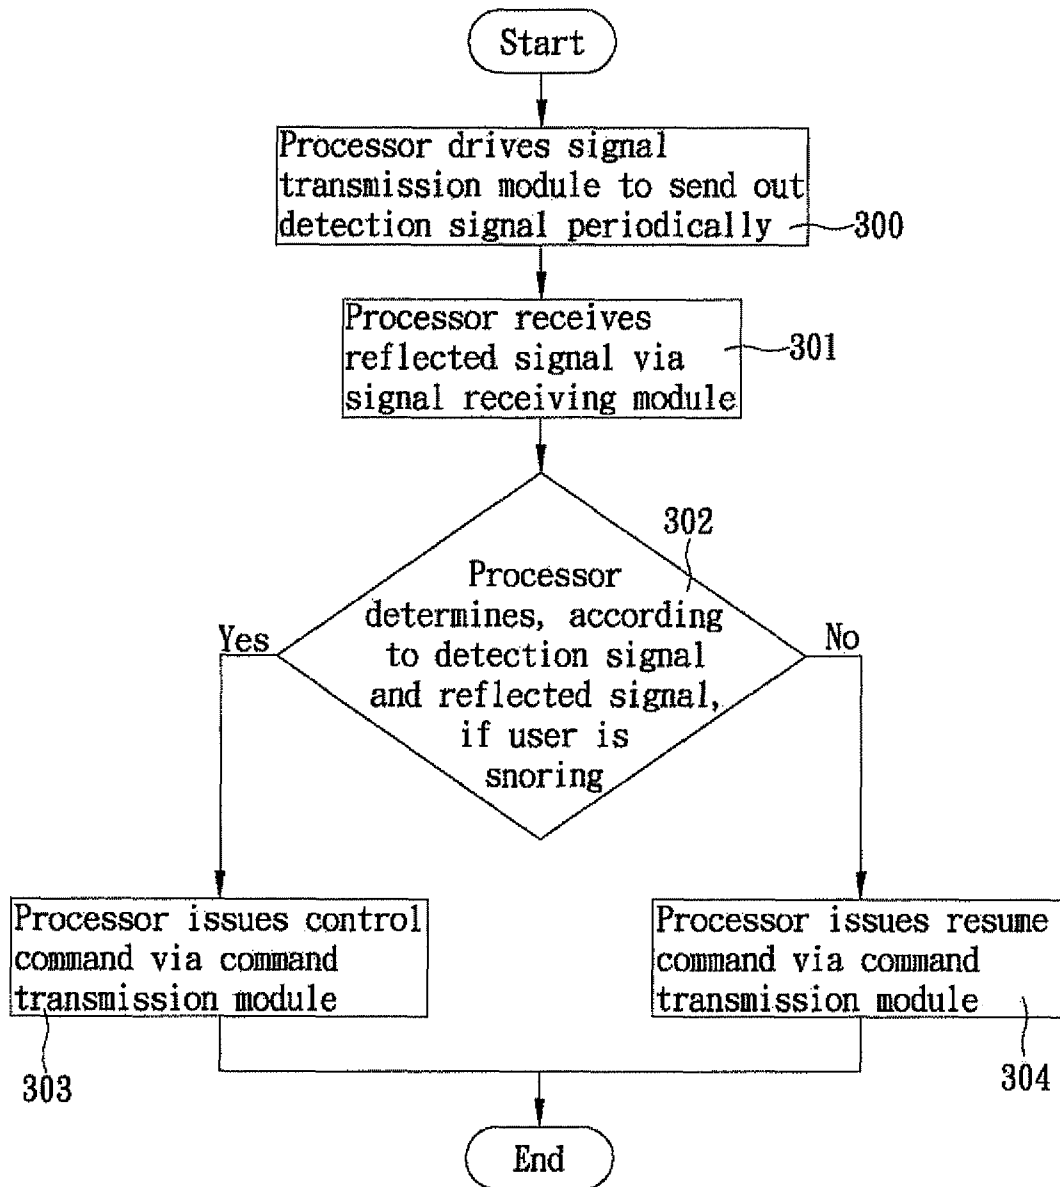 Start
Processor drives signal
transmission module to send out
detection signal periodically
300
Processor receives
reflected signal via
signal receiving module
301
302
Processor
determines, according
to detection signal
and reflected signal,
if user is
snoring
Yes
No
Processor issues control
command via command
transmission module
303
Processor issues resume
command via command
transmission module
304
End